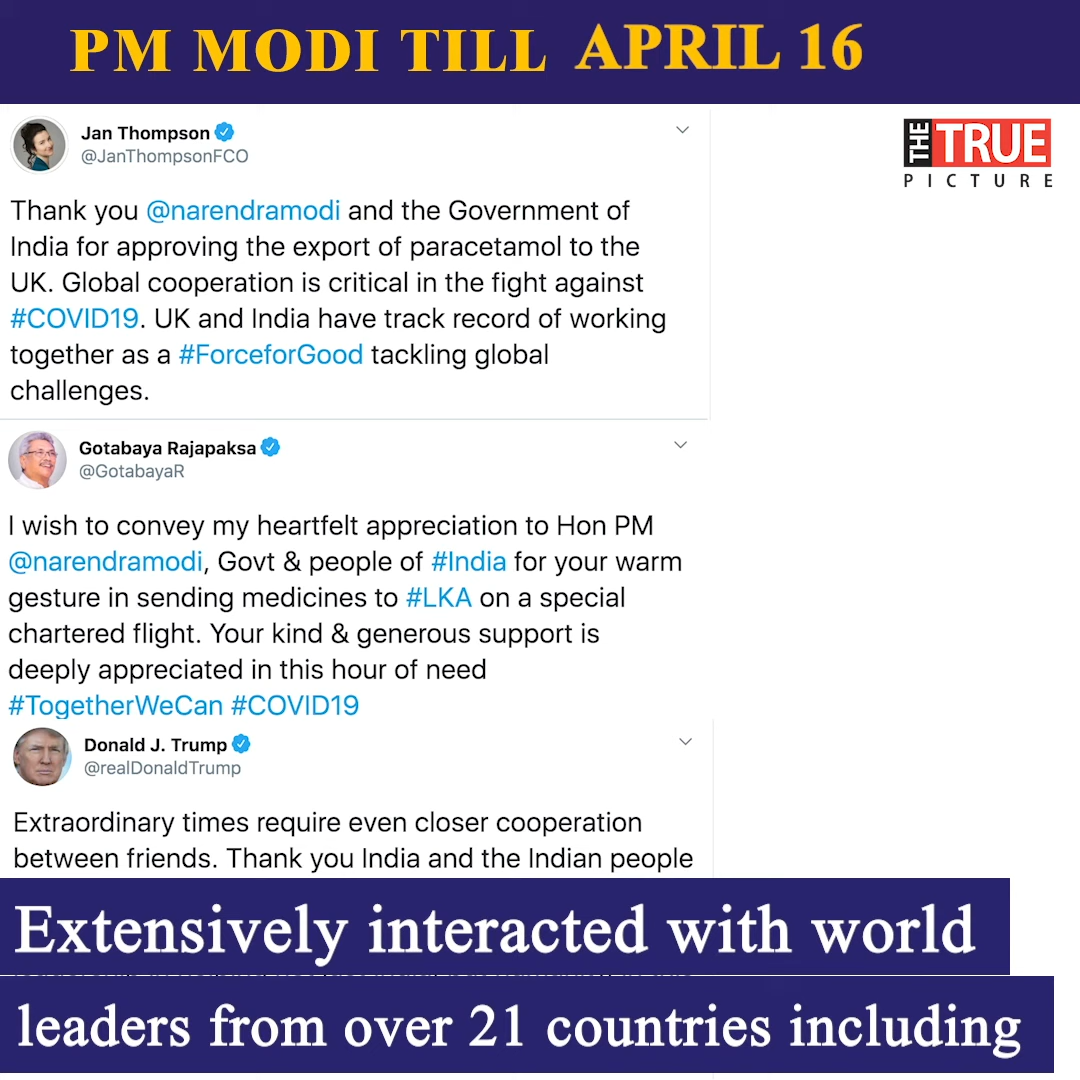 PM MODI TILL APRIL 16
THE TRUE
PICTURE
Jan Thompson
@JanThompsonFCO
Thank you @narendramodi and the Government of
India for approving the export of paracetamol to the
UK. Global cooperation is critical in the fight against
#COVID19. UK and India have track record of working
together as a #ForceforGood tackling global
challenges.
Gotabaya Rajapaksa
@GotabayaR
I wish to convey my heartfelt appreciation to Hon PM
@narendramodi, Govt & people of #India for your warm
gesture in sending medicines to #LKA on a special
chartered flight. Your kind & generous support is
deeply appreciated in this hour of need
#TogetherWeCan #COVID19
Donald J. Trump
@realDonaldTrump
Extraordinary times require even closer cooperation
between friends. Thank you India and the Indian people
Extensively interacted with world
leaders from over 21 countries including